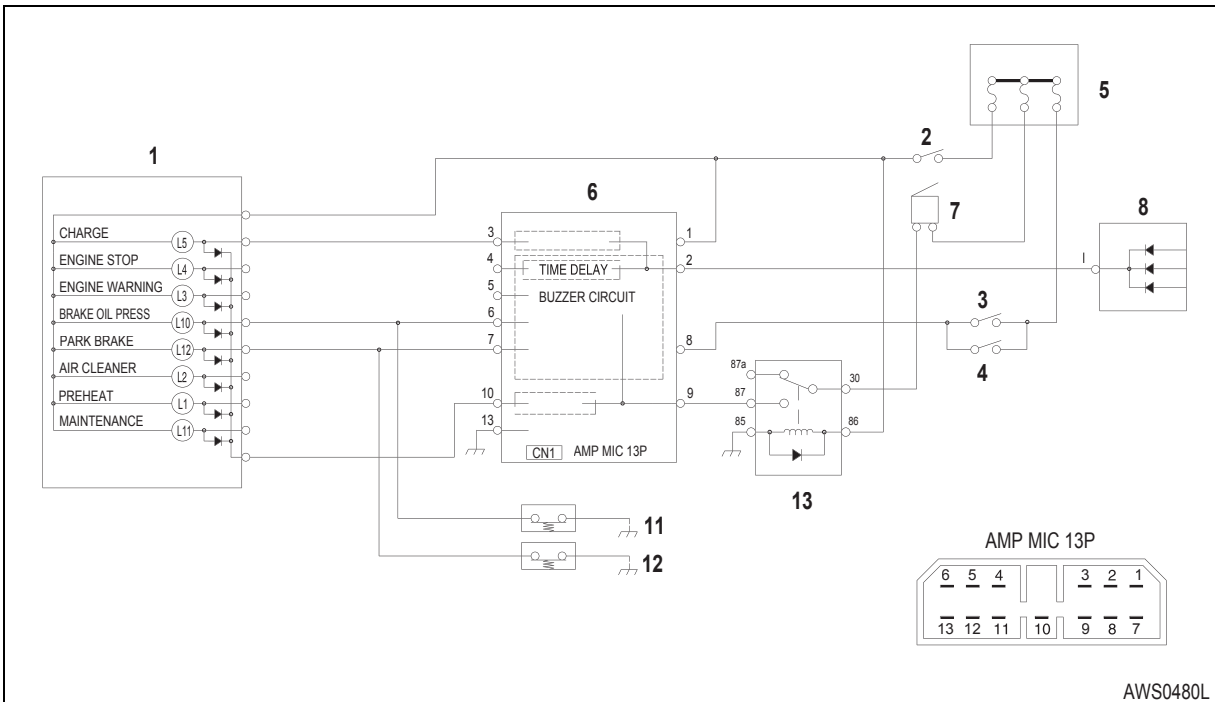 5
2
1
6
7
8
CHARGE
L5
3
1
ENGINE STOP
L4
4
TIME DELAY
2
I
ENGINE WARNING
L3
5
BUZZER CIRCUIT
3
BRAKE OIL PRESS
L10
6
PARK BRAKE
L12
7
8
4
AIR CLEANER
L2
87a
30
PREHEAT
L1
10
9
87
MAINTENANCE
L11
13
85
86
CN1
AMP MIC 13P
13
11
12
AMP MIC 13P
6 5 4 3 2 1
13 12 11 10 9 8 7
AWS0480L